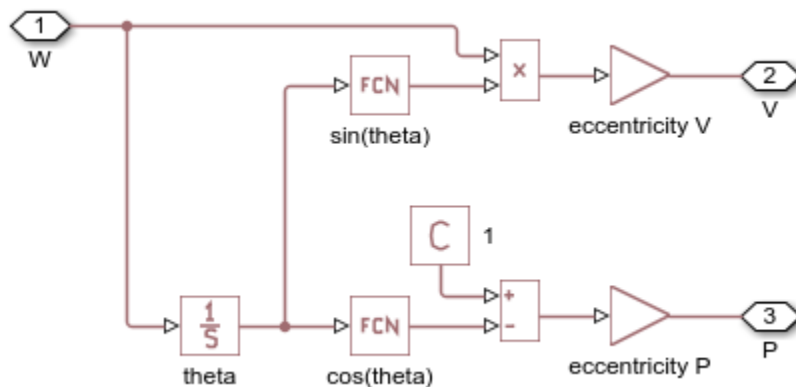 1
W
FCN
sin(theta)
x
eccentricity V
2
V
C
1
1
S
theta
FCN
cos(theta)
+
-
eccentricity P
3
P